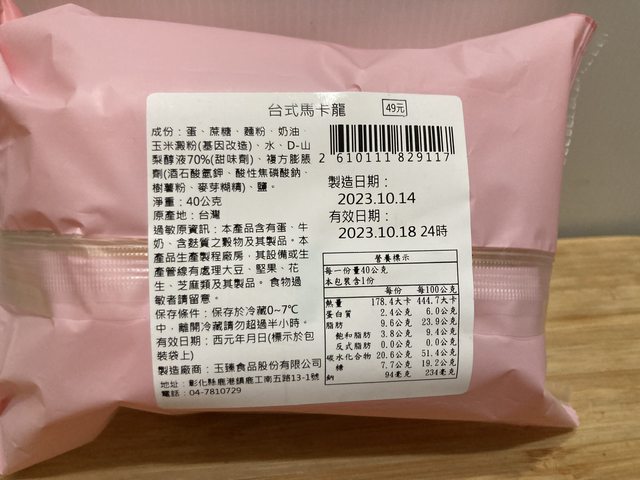 台式馬卡龍 49元
成份：蛋、蔗糖、麵粉、奶油、
玉米澱粉(基因改造)、水、D-山
梨醇液70%(甜味劑)、複方膨脹
劑(酒石酸氫鉀、酸性焦磷酸鈉、
樹薯粉、麥芽糊精)、鹽。
淨重：40公克
原產地：台灣
過敏原資訊：本產品含有蛋、牛
奶、含麩質之穀物及其製品。本
產品生產製程廠房，其設備或生
產管線有處理大豆、堅果、花
生、芝麻類及其製品。食物過
敏者請留意。
保存條件：保存於冷藏0~7℃
中，離開冷藏請勿超過半小時。
有效日期：西元年月日(標示於包
裝袋上)
製造廠商：玉臻食品股份有限公司
地址：彰化縣鹿港鎮鹿工南五路13-1號
電話：04-7810729
2 610111 829117
製造日期：
2023.10.14
有效日期：
2023.10.18 24時
營養標示
每一份量40公克
本包裝含1份
每份 每100公克
熱量 178.4大卡 444.7大卡
蛋白質 2.4公克 6.0公克
脂肪 9.6公克 23.9公克
飽和脂肪 3.8公克 9.4公克
反式脂肪 0.0公克 0.0公克
碳水化合物 20.6公克 51.4公克
糖 7.7公克 19.2公克
鈉 94毫克 234毫克